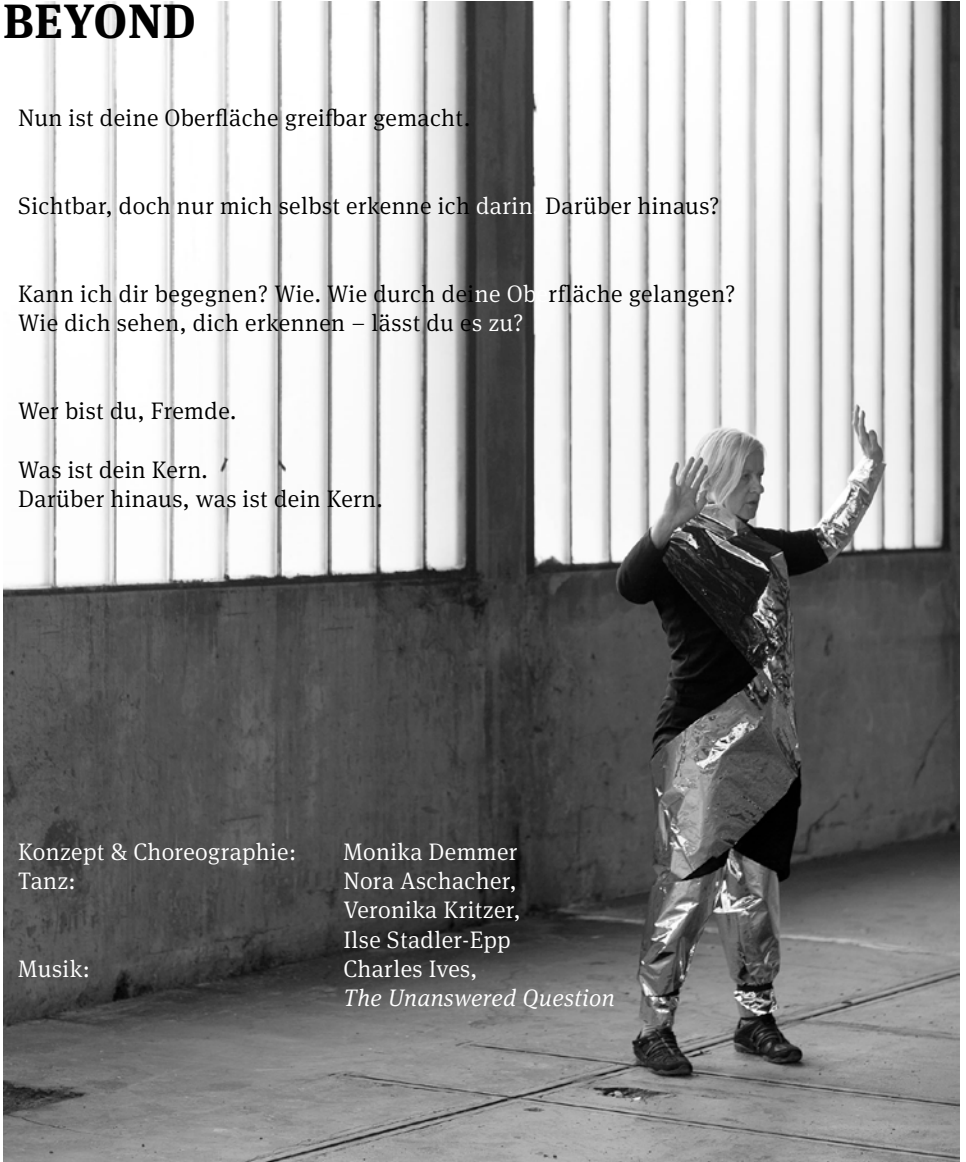 BEYOND
Nun ist deine Oberfläche greifbar gemacht.
Sichtbar, doch nur mich selbst erkenne ich darin. Darüber hinaus?
Kann ich dir begegnen? Wie. Wie durch deine Oberfläche gelangen?
Wie dich sehen, dich erkennen – lässt du es zu?
Wer bist du, Fremde.
Was ist dein Kern.
Darüber hinaus, was ist dein Kern.
Konzept & Choreographie: Monika Demmer
Tanz: Nora Aschacher,
Veronika Kritzer,
Ilse Stadler-Epp
Musik: Charles Ives,
The Unanswered Question